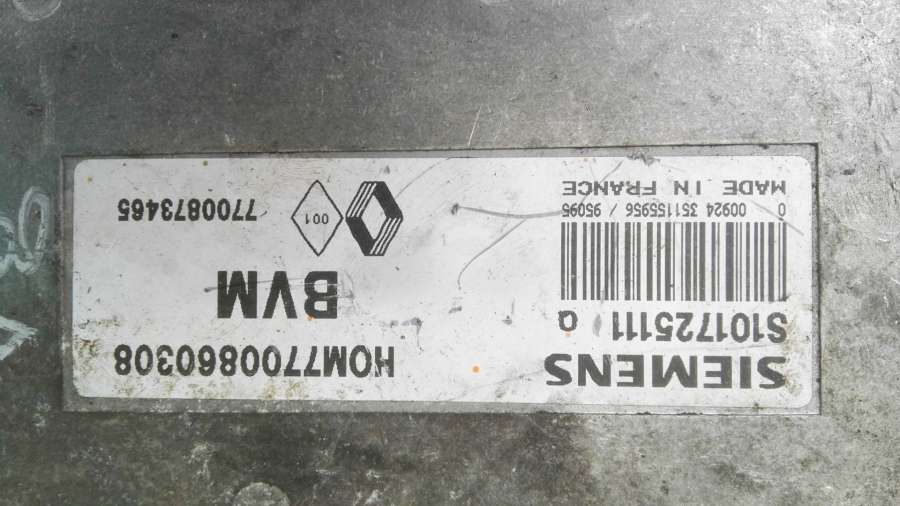 SIEMENS
S101725111 Q
0 00924 351155956 / 95095
MADE IN FRANCE
HOM7700860308
BVM
001
7700873465